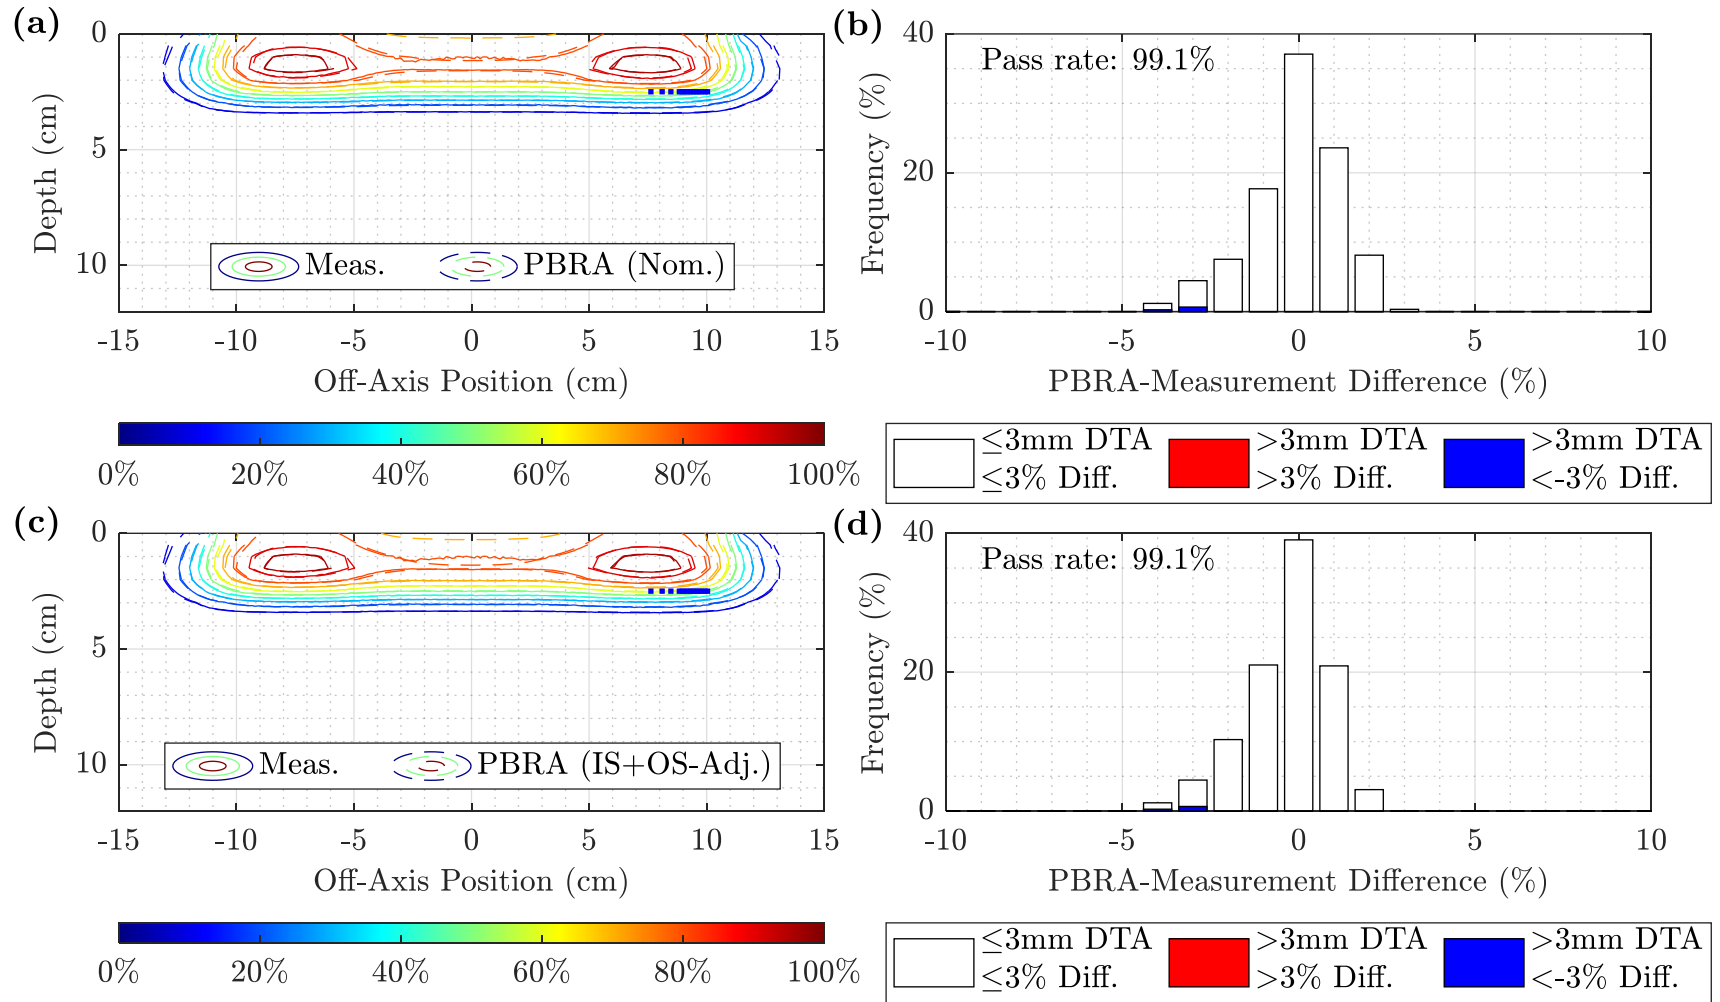 (a)
0
5
10
Depth (cm)
Meas.
PBRA (Nom.)
-15 -10 -5 0 5 10 15
Off-Axis Position (cm)
0% 20% 40% 60% 80% 100%
(b)
Pass rate: 99.1%
40
20
0
Frequency (%)
-10 -5 0 5 10
PBRA-Measurement Difference (%)
≤3mm DTA >3mm DTA >3mm DTA
≤3% Diff. >3% Diff. <-3% Diff.
(c)
0
5
10
Depth (cm)
Meas.
PBRA (IS+OS-Adj.)
-15 -10 -5 0 5 10 15
Off-Axis Position (cm)
0% 20% 40% 60% 80% 100%
(d)
Pass rate: 99.1%
40
20
0
Frequency (%)
-10 -5 0 5 10
PBRA-Measurement Difference (%)
≤3mm DTA >3mm DTA >3mm DTA
≤3% Diff. >3% Diff. <-3% Diff.